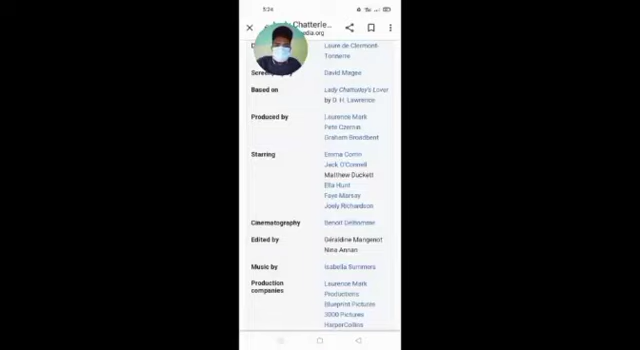 5:24
Chatterle...
edia.org
Laure de Clermont-
Tonnerre
David Magee
Based on
Lady Chatterley's Lover
by D. H. Lawrence
Produced by
Laurence Mark
Pete Czernin
Graham Broadbent
Starring
Emma Corrin
Jack O'Connell
Matthew Duckett
Ella Hunt
Faye Marsay
Joely Richardson
Cinematography
Benoît Delhomme
Edited by
Géraldine Mangenot
Nina Annan
Music by
Isabella Summers
Production
companies
Laurence Mark
Productions
Blueprint Pictures
3000 Pictures
HarperCollins